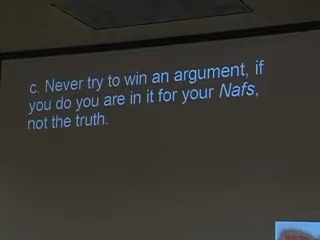 c. Never try to win an argument, if
you do you are in it for your Nafs,
not the truth.